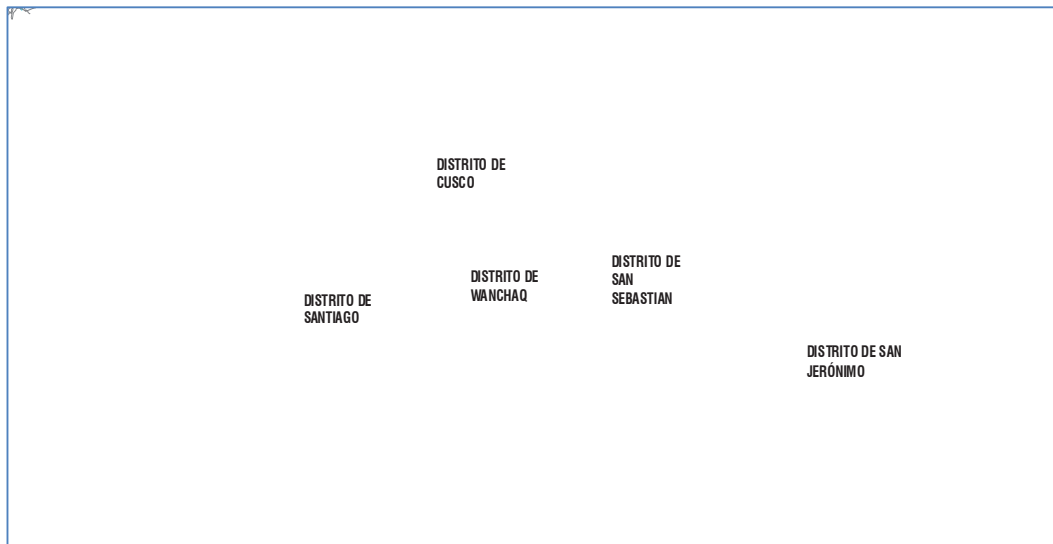 DISTRITO DE
CUSCO
DISTRITO DE
SAN
SEBASTIAN
DISTRITO DE
WANCHAQ
DISTRITO DE
SANTIAGO
DISTRITO DE SAN
JERÓNIMO